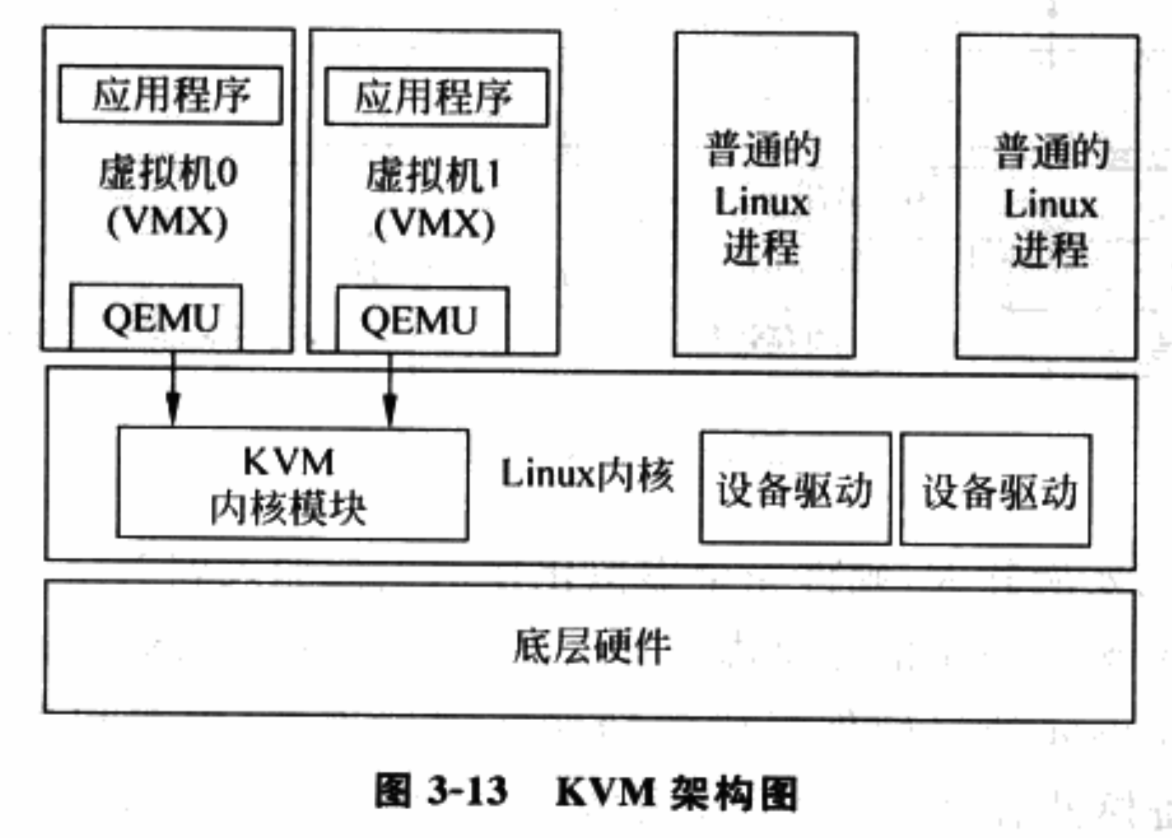 应用程序
虚拟机0
(VMX)
QEMU
应用程序
虚拟机1
(VMX)
QEMU
普通的
Linux
进程
普通的
Linux
进程
KVM
内核模块
Linux内核
设备驱动
设备驱动
底层硬件
图 3-13 KVM 架构图